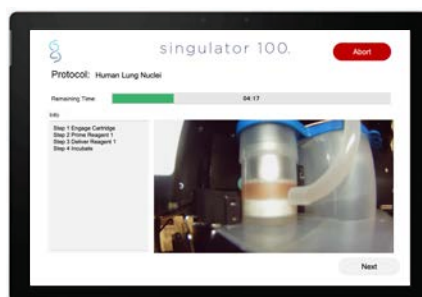 singulator 100.
Abort
Protocol: Human Lung Nuclei
Remaining Time
04:17
Info
Step 1 Engage Cartridge
Step 2 Prime Reagent 1
Step 3 Deliver Reagent 1
Step 4 Incubate
Next